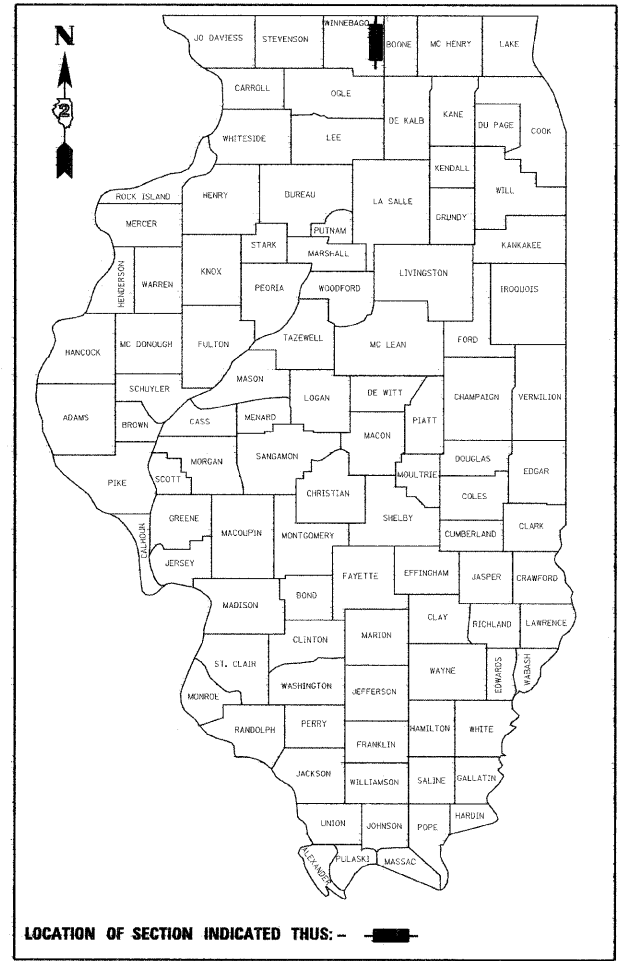 WINNEBAGO
JO DAVIESS STEVENSON BOONE MC HENRY LAKE
N
CARROLL OGLE
2
DE KALB KANE DU PAGE COOK
WHITESIDE LEE
KENDALL
ROCK ISLAND HENRY BUREAU LA SALLE WILL
MERCER PUTNAM GRUNDY
STARK MARSHALL KANKAKEE
HENDERSON WARREN KNOX PEORIA WOODFORD LIVINGSTON IROQUOIS
HANCOCK MC DONOUGH FULTON TAZEWELL MC LEAN FORD
SCHUYLER MASON LOGAN DE WITT CHAMPAIGN VERMILION
ADAMS BROWN CASS MENARD MACON PIATT
PIKE SCOTT MORGAN SANGAMON MOULTRIE DOUGLAS EDGAR
CHRISTIAN COLES
CALHOUN GREENE MACOUPIN MONTGOMERY SHELBY CUMBERLAND CLARK
JERSEY FAYETTE EFFINGHAM JASPER CRAWFORD
MADISON BOND
CLINTON MARION CLAY RICHLAND LAWRENCE
ST. CLAIR WAYNE EDWARDS WABASH
MONROE WASHINGTON JEFFERSON
RANDOLPH PERRY HAMILTON WHITE
FRANKLIN
JACKSON WILLIAMSON SALINE GALLATIN
UNION JOHNSON POPE HARDIN
ALEXANDER PULASKI MASSAC
LOCATION OF SECTION INDICATED THUS: -